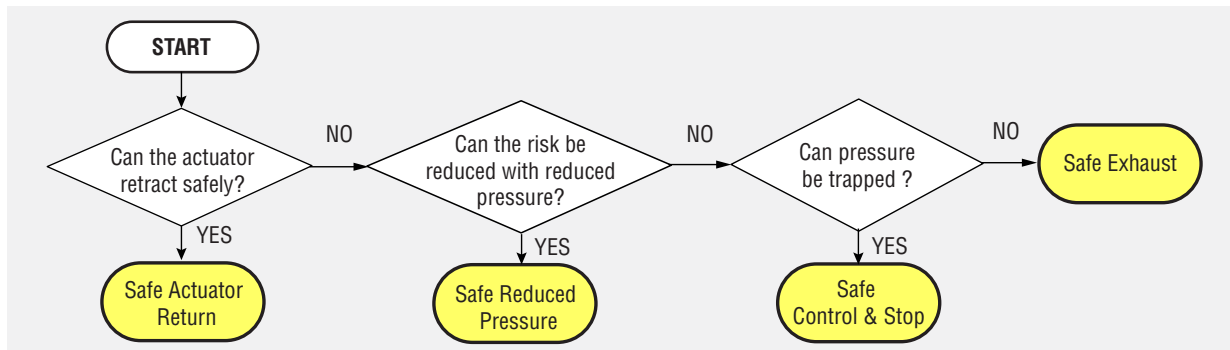 START
Can the actuator
retract safely?
NO
Can the risk be
reduced with reduced
pressure?
NO
Can pressure
be trapped ?
NO
Safe Exhaust
YES
Safe Actuator
Return
YES
Safe Reduced
Pressure
YES
Safe
Control & Stop